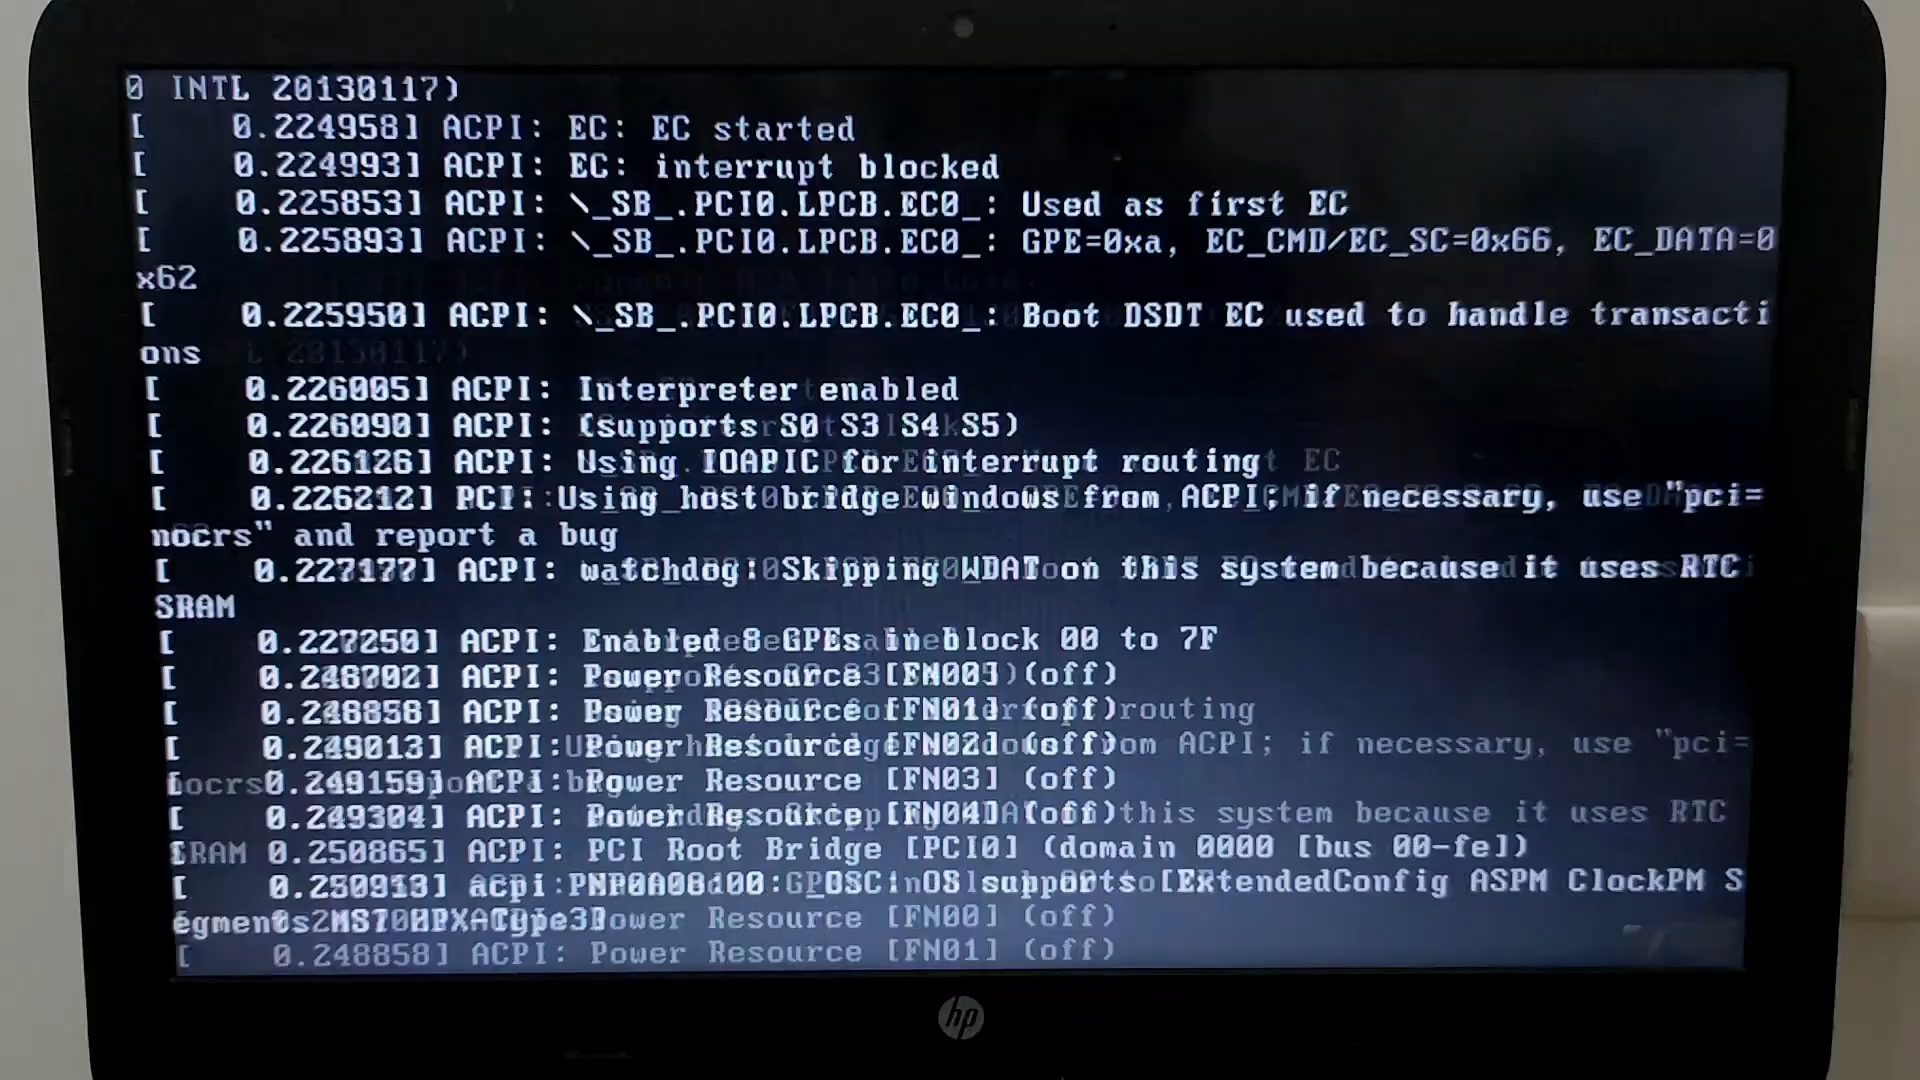 0 INTL 20130117)
[    0.224958] ACPI: EC: EC started
[    0.224993] ACPI: EC: interrupt blocked
[    0.225853] ACPI: \_SB_.PCI0.LPCB.EC0_: Used as first EC
[    0.225893] ACPI: \_SB_.PCI0.LPCB.EC0_: GPE=0xa, EC_CMD/EC_SC=0x66, EC_DATA=0
x62
[    0.225950] ACPI: \_SB_.PCI0.LPCB.EC0_: Boot DSDT EC used to handle transacti
ons
[    0.226005] ACPI: Interpreter enabled
[    0.226090] ACPI: (supports S0 S3 S4 S5)
[    0.226126] ACPI: Using IOAPIC for interrupt routing
[    0.226212] PCI: Using host bridge windows from ACPI; if necessary, use "pci=
nocrs" and report a bug
[    0.227177] ACPI: watchdog: Skipping WDAT on this system because it uses RTC
SRAM
[    0.227250] ACPI: Enabled 8 GPEs in block 00 to 7F
[    0.248702] ACPI: Power Resource [FN00] (off)
[    0.248858] ACPI: Power Resource [FN01] (off)
[    0.249013] ACPI: Power Resource [FN02] (off)
[    0.249159] ACPI: Power Resource [FN03] (off)
[    0.249304] ACPI: Power Resource [FN04] (off)
[    0.250865] ACPI: PCI Root Bridge [PCI0] (domain 0000 [bus 00-fe])
[    0.250913] acpi PNP0A08:00: _OSC: OS supports [ExtendedConfig ASPM ClockPM S
egments MSI HPX-Type3]
[    0.248858] ACPI: Power Resource [FN01] (off)
hp